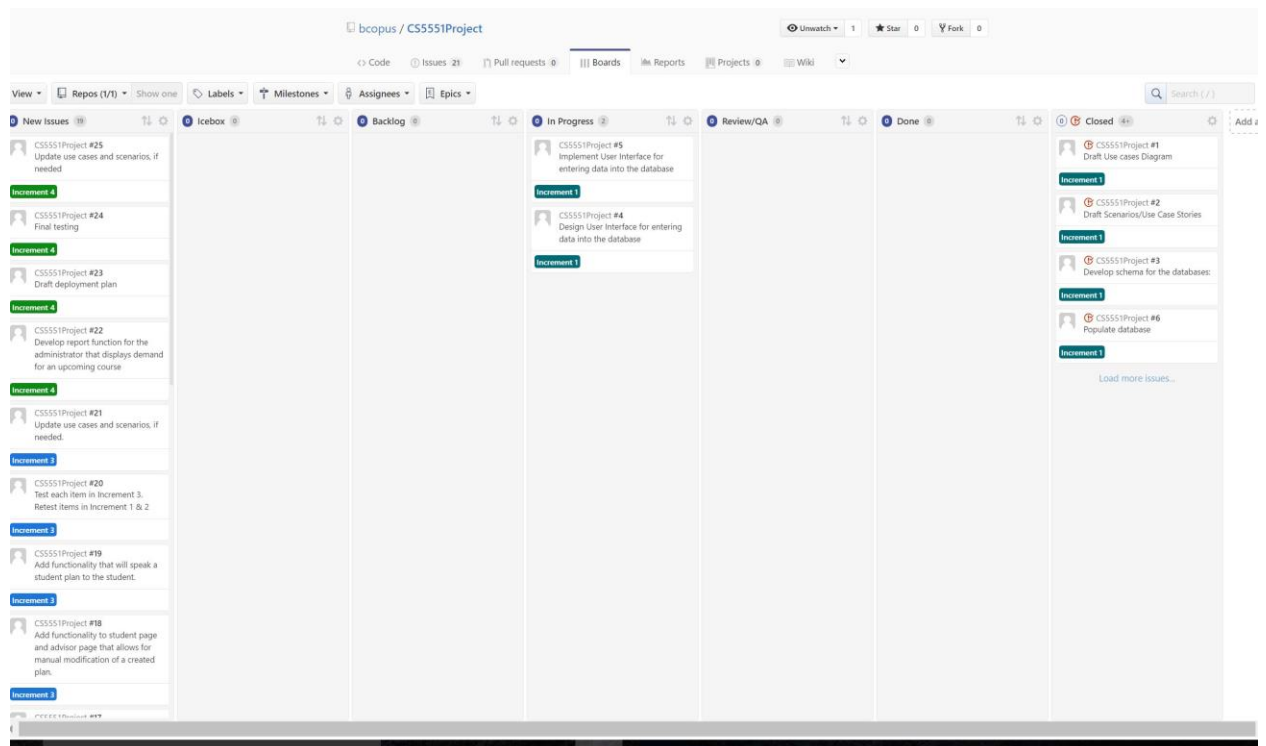 bcopus / CS5551Project
Unwatch 1 Star 0 Fork 0
Code Issues 21 Pull requests 0 Boards Reports Projects 0 Wiki
View Repos (1/1) Show one Labels Milestones Assignees Epics Search (/)
0 New Issues 19
CS5551Project #25
Update use cases and scenarios, if
needed
Increment 4
CS5551Project #24
Final testing
Increment 4
CS5551Project #23
Draft deployment plan
Increment 4
CS5551Project #22
Develop report function for the
administrator that displays demand
for an upcoming course
Increment 4
CS5551Project #21
Update use cases and scenarios, if
needed.
Increment 3
CS5551Project #20
Test each item in Increment 3.
Retest items in Increment 1 & 2
Increment 3
CS5551Project #19
Add functionality that will speak a
student plan to the student.
Increment 3
CS5551Project #18
Add functionality to student page
and advisor page that allows for
manual modification of a created
plan.
Increment 3
CS5551Project #17
0 Icebox 0
0 Backlog 0
0 In Progress 2
CS5551Project #5
Implement User Interface for
entering data into the database
Increment 1
CS5551Project #4
Design User Interface for entering
data into the database
Increment 1
0 Review/QA 0
0 Done 0
0 Closed 4+
CS5551Project #1
Draft Use cases Diagram
Increment 1
CS5551Project #2
Draft Scenarios/Use Case Stories
Increment 1
CS5551Project #3
Develop schema for the databases:
Increment 1
CS5551Project #6
Populate database
Increment 1
Load more issues...
Add a